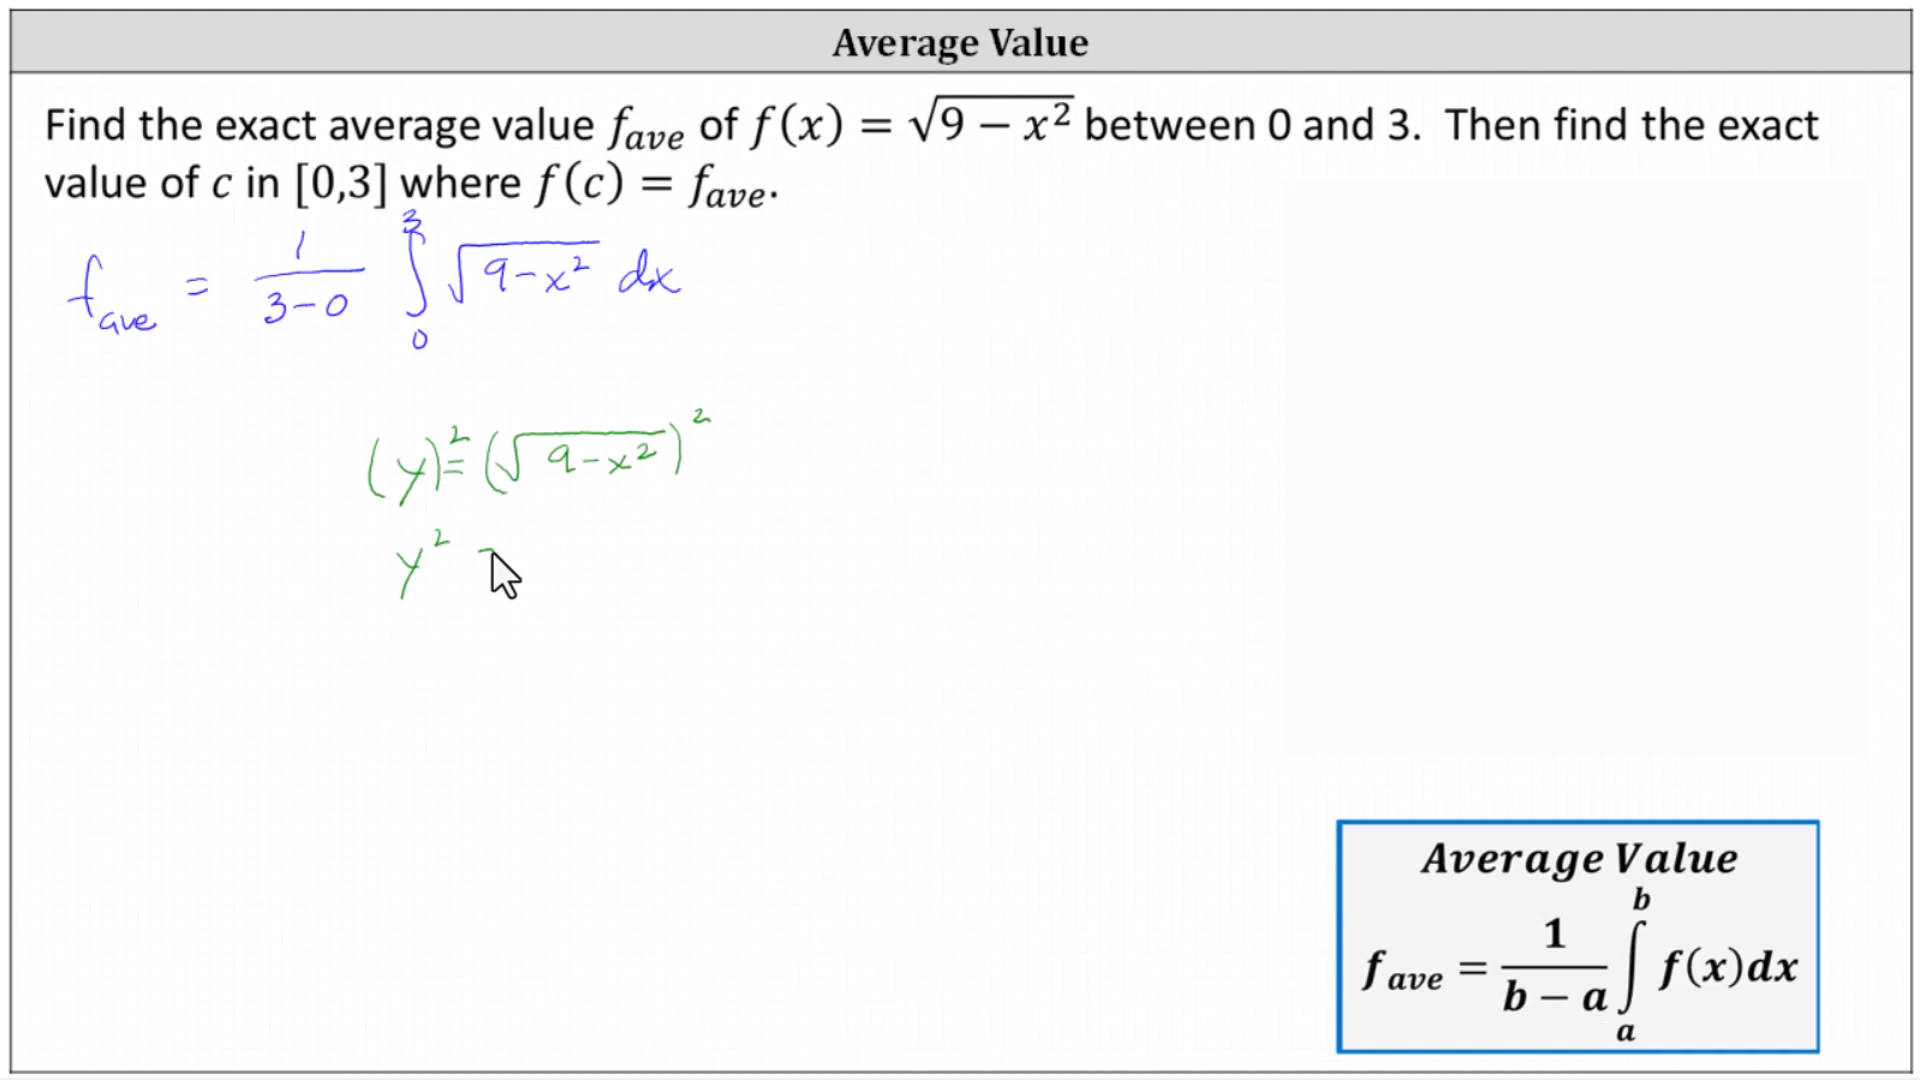 Average Value
Find the exact average value f_ave of f(x) = √(9 − x²) between 0 and 3. Then find the exact
value of c in [0,3] where f(c) = f_ave.
f_ave = 1/(3−0) ∫₀³ √(9−x²) dx
(y)² = (√(9−x²))²
y²
Average Value
f_ave = 1/(b − a) ∫ₐᵇ f(x)dx